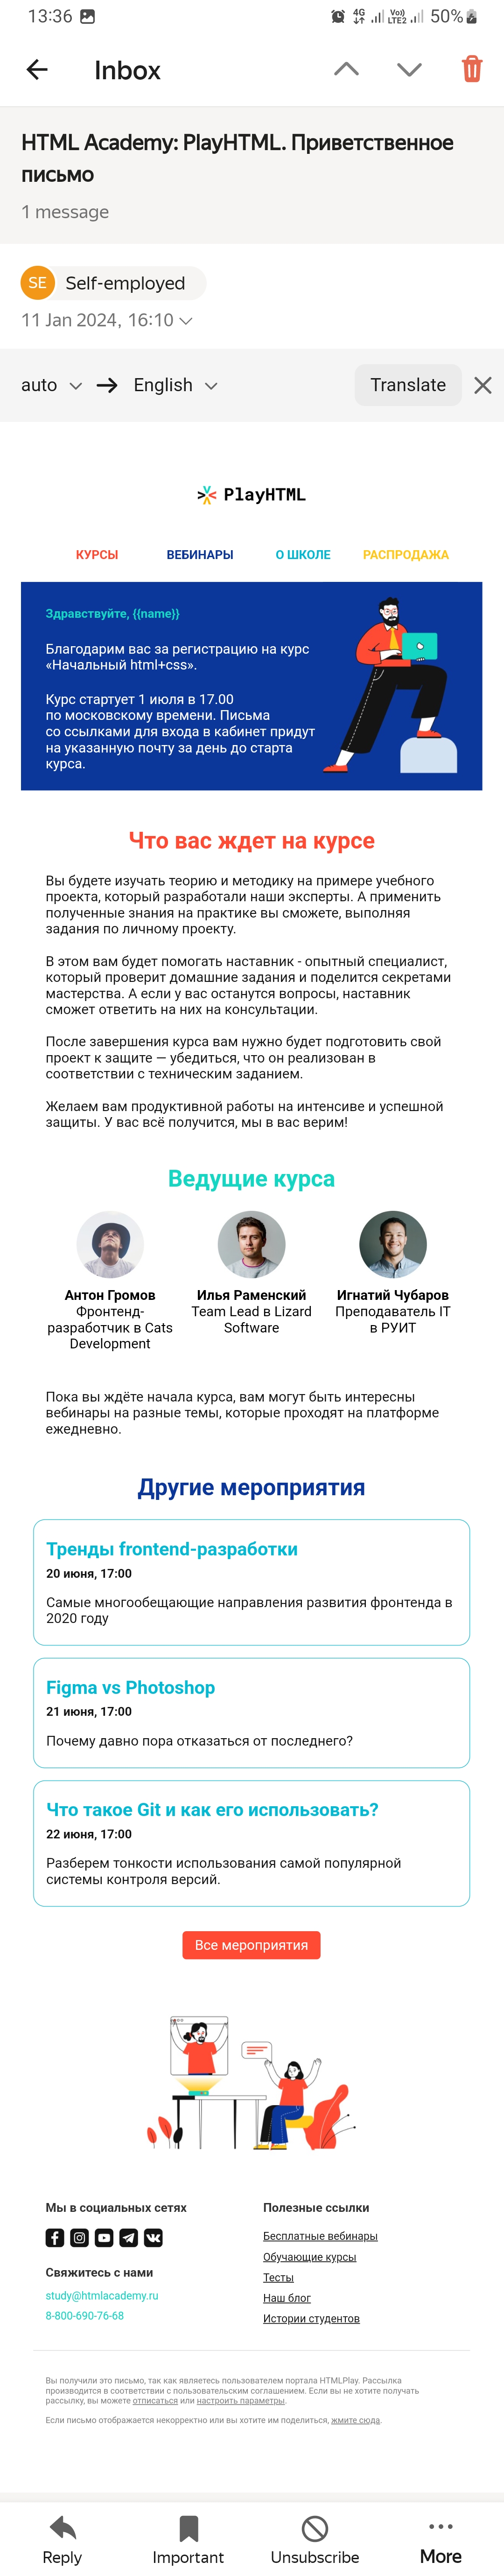 13:36
4G
Vo))
LTE2
50%
Inbox
HTML Academy: PlayHTML. Приветственное
письмо
1 message
SE
Self-employed
11 Jan 2024, 16:10
auto
English
Translate
PlayHTML
КУРСЫ
ВЕБИНАРЫ
О ШКОЛЕ
РАСПРОДАЖА
Здравствуйте, {{name}}
Благодарим вас за регистрацию на курс
«Начальный html+css».
Курс стартует 1 июля в 17.00
по московскому времени. Письма
со ссылками для входа в кабинет придут
на указанную почту за день до старта
курса.
Что вас ждет на курсе
Вы будете изучать теорию и методику на примере учебного
проекта, который разработали наши эксперты. А применить
полученные знания на практике вы сможете, выполняя
задания по личному проекту.
В этом вам будет помогать наставник - опытный специалист,
который проверит домашние задания и поделится секретами
мастерства. А если у вас останутся вопросы, наставник
сможет ответить на них на консультации.
После завершения курса вам нужно будет подготовить свой
проект к защите — убедиться, что он реализован в
соответствии с техническим заданием.
Желаем вам продуктивной работы на интенсиве и успешной
защиты. У вас всё получится, мы в вас верим!
Ведущие курса
Антон Громов
Фронтенд-
разработчик в Cats
Development
Илья Раменский
Team Lead в Lizard
Software
Игнатий Чубаров
Преподаватель IT
в РУИТ
Пока вы ждёте начала курса, вам могут быть интересны
вебинары на разные темы, которые проходят на платформе
ежедневно.
Другие мероприятия
Тренды frontend-разработки
20 июня, 17:00
Самые многообещающие направления развития фронтенда в
2020 году
Figma vs Photoshop
21 июня, 17:00
Почему давно пора отказаться от последнего?
Что такое Git и как его использовать?
22 июня, 17:00
Разберем тонкости использования самой популярной
системы контроля версий.
Все мероприятия
Мы в социальных сетях
Свяжитесь с нами
study@htmlacademy.ru
8-800-690-76-68
Полезные ссылки
Бесплатные вебинары
Обучающие курсы
Тесты
Наш блог
Истории студентов
Вы получили это письмо, так как являетесь пользователем портала HTMLPlay. Рассылка
производится в соответствии с пользовательским соглашением. Если вы не хотите получать
рассылку, вы можете отписаться или настроить параметры.
Если письмо отображается некорректно или вы хотите им поделиться, жмите сюда.
Reply
Important
Unsubscribe
More